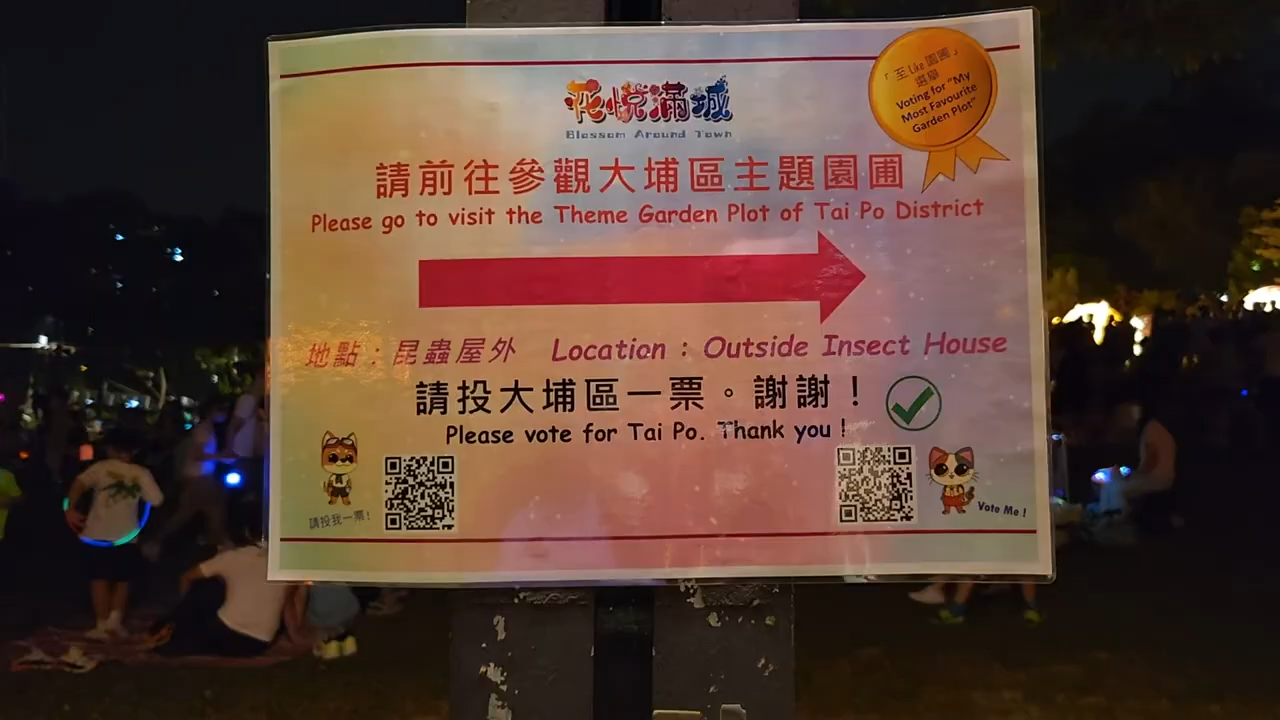 花悅滿城
Blossom Around Town
「至Like園圃」
選舉
Voting for "My
Most Favourite
Garden Plot"
請前往參觀大埔區主題園圃
Please go to visit the Theme Garden Plot of Tai Po District
地點：昆蟲屋外 Location : Outside Insect House
請投大埔區一票。謝謝！
Please vote for Tai Po. Thank you !
請投我一票!
Vote Me !